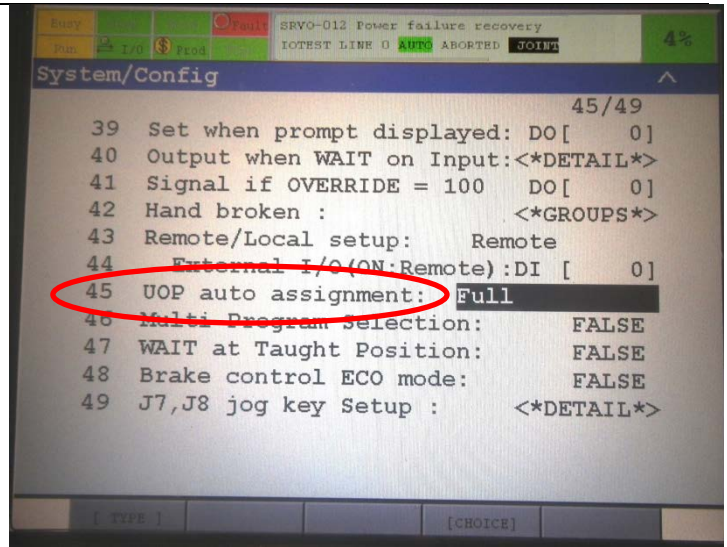 Busy Fault SRVO-012 Power failure recovery
Run I/O Prod IOTEST LINE 0 AUTO ABORTED JOINT 4%
System/Config
45/49
39 Set when prompt displayed: DO[ 0]
40 Output when WAIT on Input:<*DETAIL*>
41 Signal if OVERRIDE = 100 DO[ 0]
42 Hand broken : <*GROUPS*>
43 Remote/Local setup: Remote
44 External I/O(ON:Remote):DI [ 0]
45 UOP auto assignment: Full
46 Multi Program Selection: FALSE
47 WAIT at Taught Position: FALSE
48 Brake control ECO mode: FALSE
49 J7,J8 jog key Setup : <*DETAIL*>
[ TYPE ] [CHOICE]